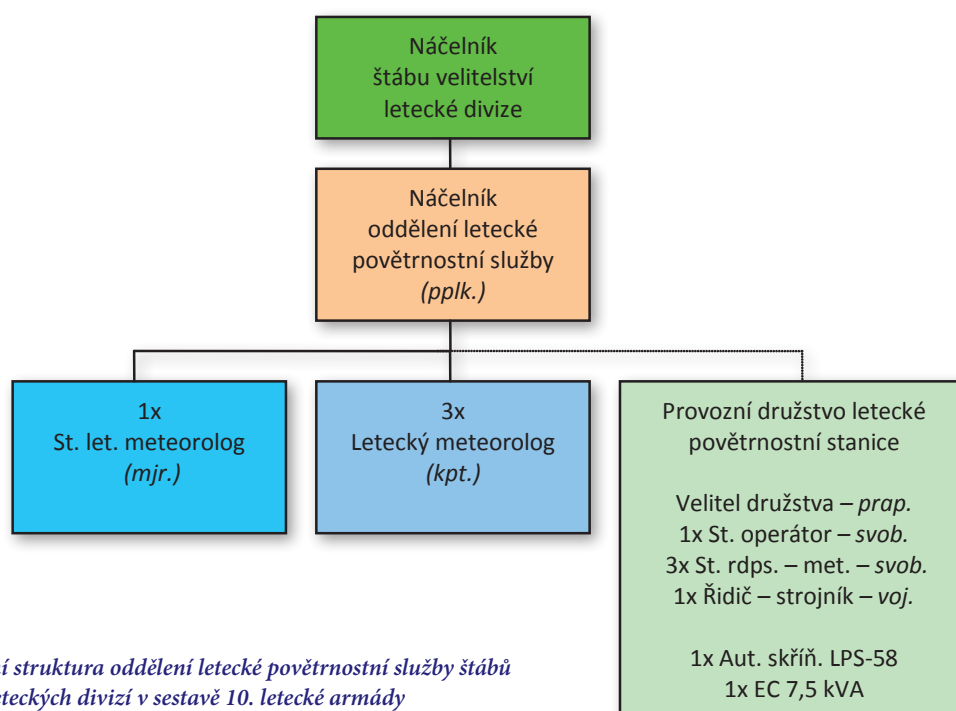 Náčelník
štábu velitelství
letecké divize
Náčelník
oddělení letecké
povětrnostní služby
(pplk.)
1x
St. let. meteorolog
(mjr.)
3x
Letecký meteorolog
(kpt.)
Provozní družstvo letecké
povětrnostní stanice
Velitel družstva – prap.
1x St. operátor – svob.
3x St. rdps. – met. – svob.
1x Řidič – strojník – voj.
1x Aut. skříň. LPS-58
1x EC 7,5 kVA
ní struktura oddělení letecké povětrnostní služby štábů
eteckých divizí v sestavě 10. letecké armády